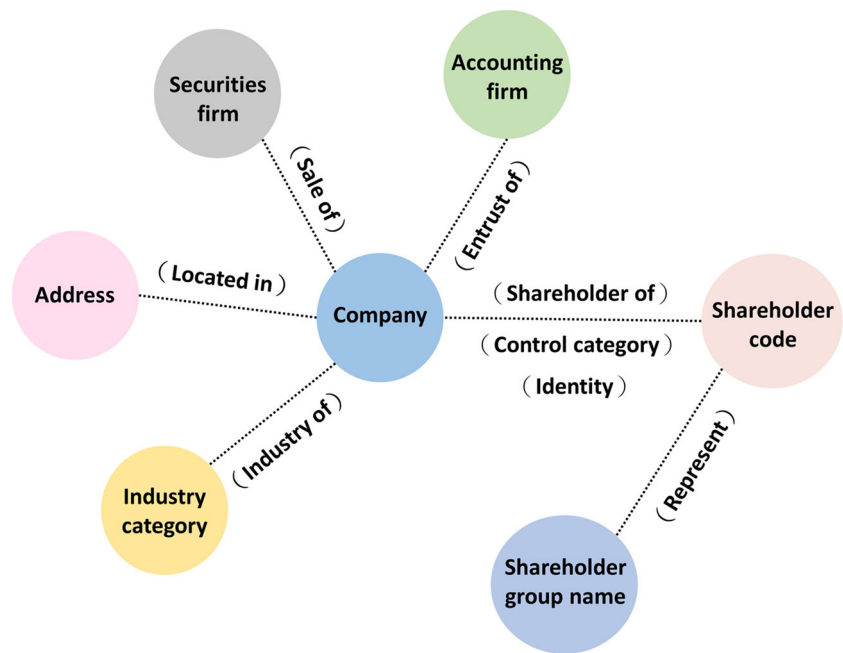 Securities
firm
Accounting
firm
（Sale of）
（Entrust of）
Address
（Located in）
Company
（Shareholder of）
（Control category）
（Identity）
Shareholder
code
（Industry of）
Industry
category
（Represent）
Shareholder
group name